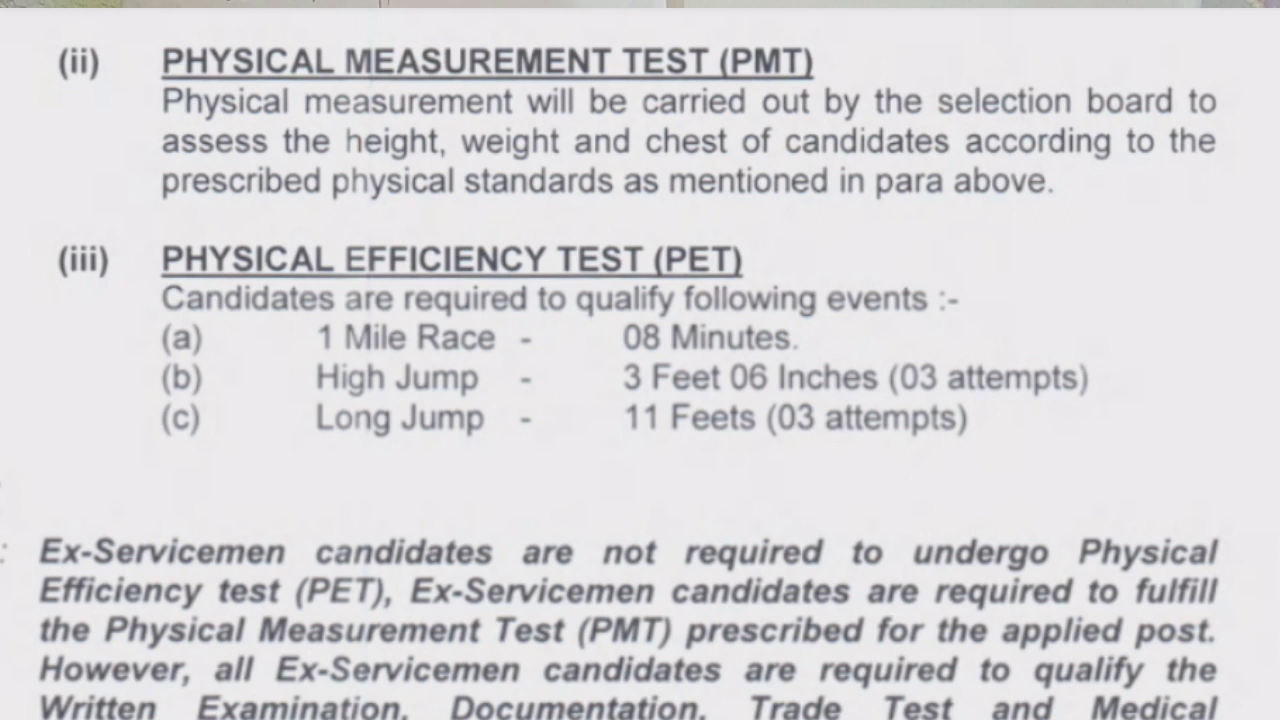 (ii) PHYSICAL MEASUREMENT TEST (PMT)
Physical measurement will be carried out by the selection board to
assess the height, weight and chest of candidates according to the
prescribed physical standards as mentioned in para above.
(iii) PHYSICAL EFFICIENCY TEST (PET)
Candidates are required to qualify following events :-
(a) 1 Mile Race - 08 Minutes.
(b) High Jump - 3 Feet 06 Inches (03 attempts)
(c) Long Jump - 11 Feets (03 attempts)
: Ex-Servicemen candidates are not required to undergo Physical
Efficiency test (PET), Ex-Servicemen candidates are required to fulfill
the Physical Measurement Test (PMT) prescribed for the applied post.
However, all Ex-Servicemen candidates are required to qualify the
Written Examination, Documentation, Trade Test and Medical